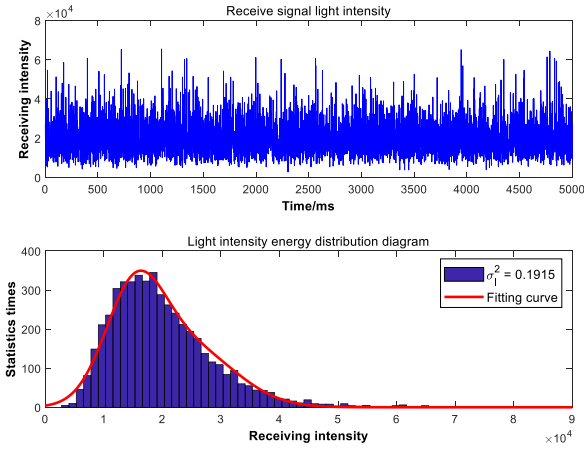 Receive signal light intensity
×10⁴
8
6
4
2
0
Receiving intensity
0 500 1000 1500 2000 2500 3000 3500 4000 4500 5000
Time/ms
Light intensity energy distribution diagram
400
300
200
100
0
Statistics times
σ_I^2 = 0.1915
Fitting curve
0 1 2 3 4 5 6 7 8 9
Receiving intensity
×10⁴